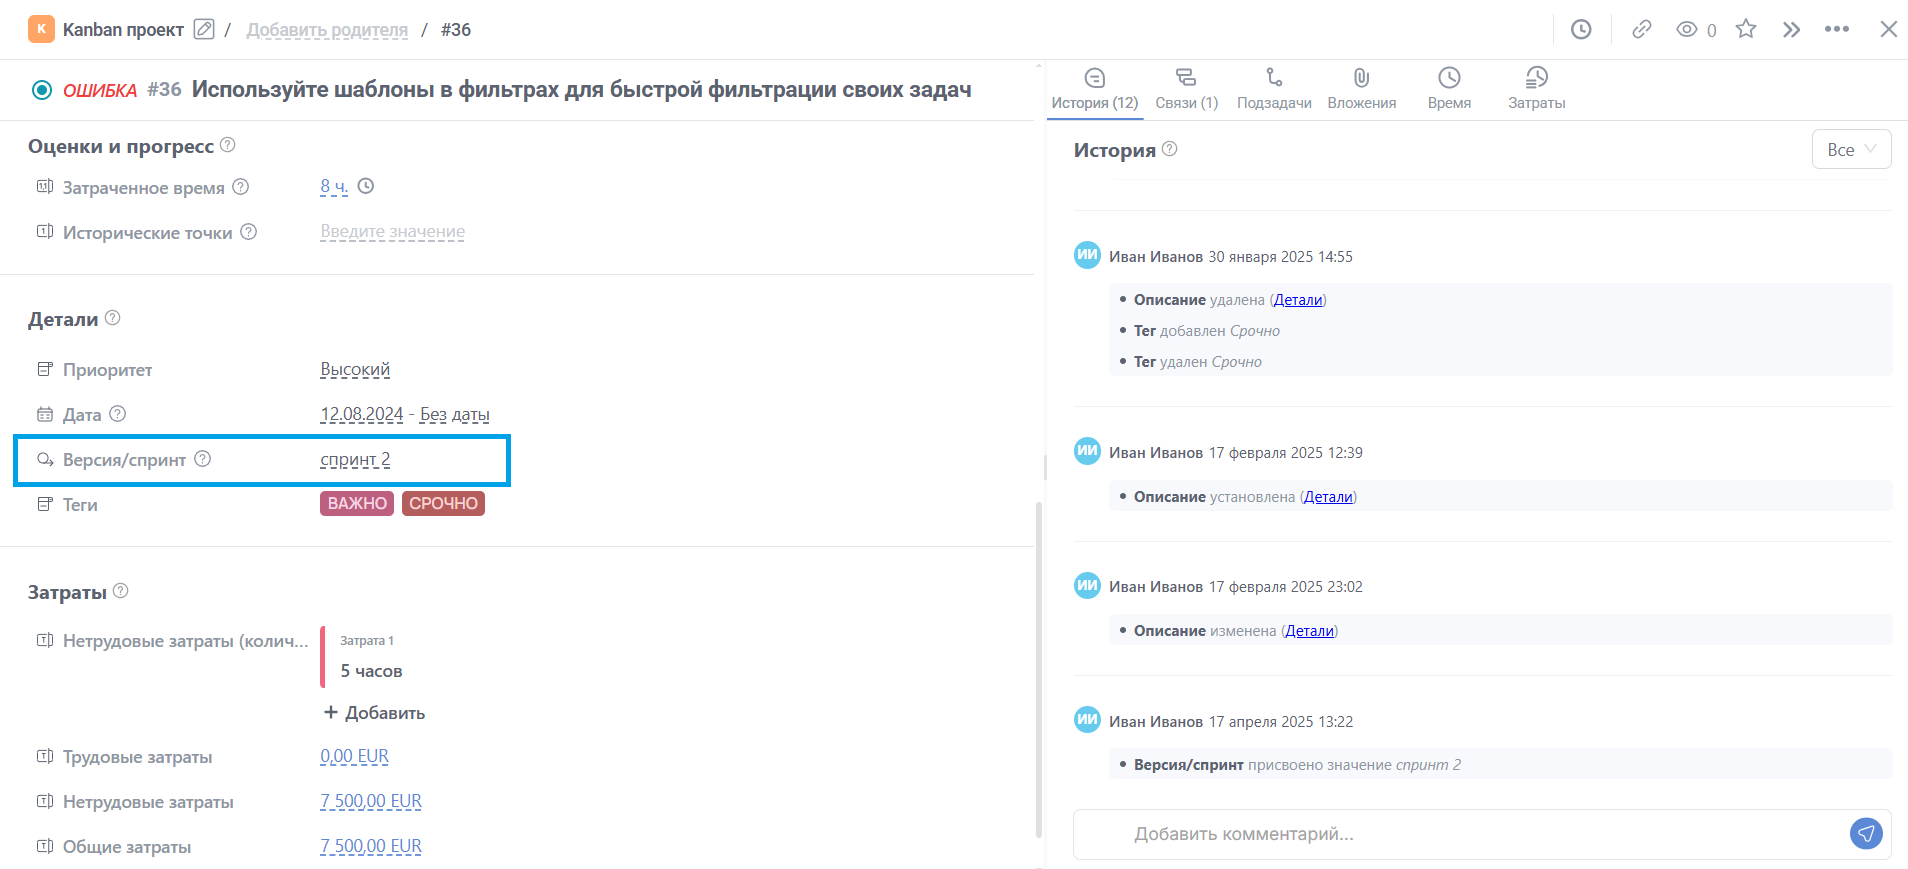 K Kanban проект / Добавить родителя / #36
0
ОШИБКА #36 Используйте шаблоны в фильтрах для быстрой фильтрации своих задач
Оценки и прогресс
Затраченное время 8 ч.
Исторические точки Введите значение
Детали
Приоритет Высокий
Дата 12.08.2024 - Без даты
Версия/спринт спринт 2
Теги ВАЖНО СРОЧНО
Затраты
Нетрудовые затраты (колич... Затрата 1
5 часов
+ Добавить
Трудовые затраты 0,00 EUR
Нетрудовые затраты 7 500,00 EUR
Общие затраты 7 500,00 EUR
История (12) Связи (1) Подзадачи Вложения Время Затраты
История Все
ИИ Иван Иванов 30 января 2025 14:55
• Описание удалена (Детали)
• Тег добавлен Срочно
• Тег удален Срочно
ИИ Иван Иванов 17 февраля 2025 12:39
• Описание установлена (Детали)
ИИ Иван Иванов 17 февраля 2025 23:02
• Описание изменена (Детали)
ИИ Иван Иванов 17 апреля 2025 13:22
• Версия/спринт присвоено значение спринт 2
Добавить комментарий...